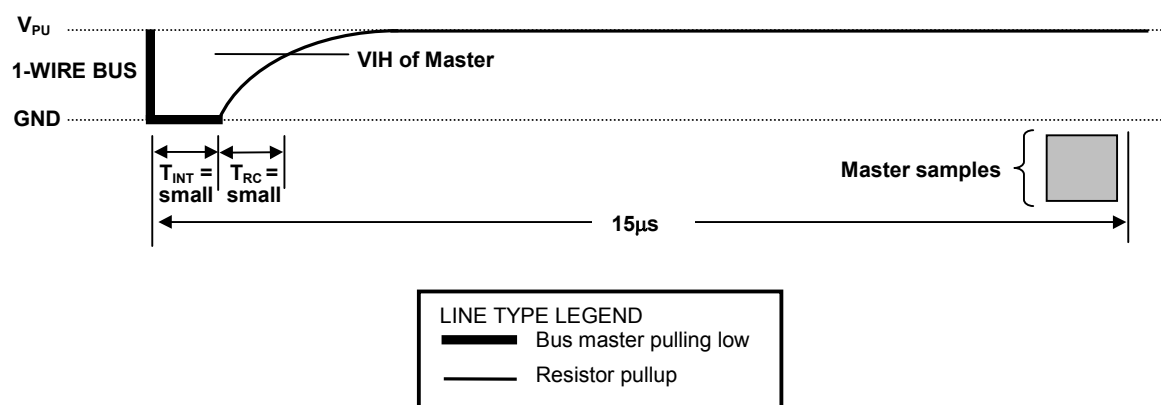 VPU
1-WIRE BUS
VIH of Master
GND
TINT =
small
TRC =
small
Master samples
15μs
LINE TYPE LEGEND
Bus master pulling low
Resistor pullup